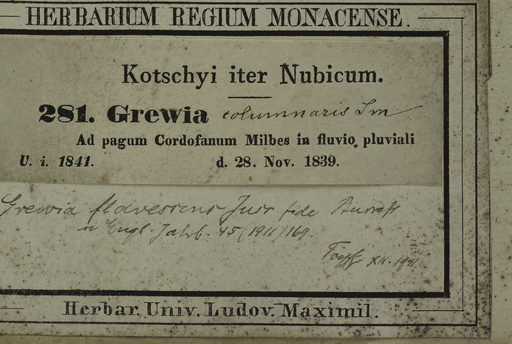 HERBARIUM REGIUM MONACENSE.
Kotschyi iter Nubicum.
281. Grewia columnaris Sm
Ad pagum Cordofanum Milbes in fluvio pluviali
U. i. 1841. d. 28. Nov. 1839.
Grewia flavescens Juss fide Burret
in Engl. Jahrb. 45 (1911) 169.
XII. 1941
Herbar. Univ. Ludov. Maximil.